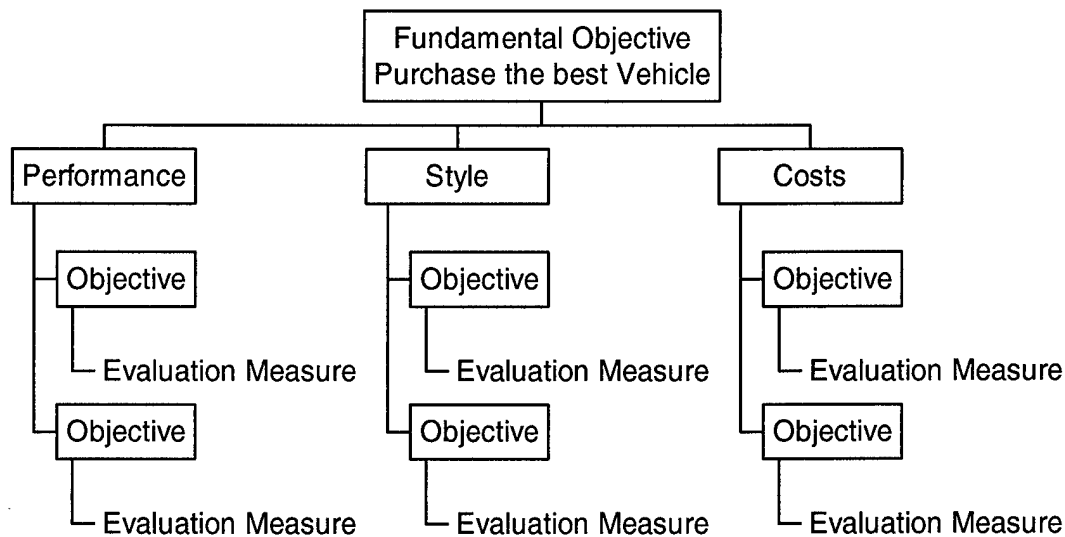 Fundamental Objective
Purchase the best Vehicle
Performance
Style
Costs
Objective
Objective
Objective
Evaluation Measure
Evaluation Measure
Evaluation Measure
Objective
Objective
Objective
Evaluation Measure
Evaluation Measure
Evaluation Measure